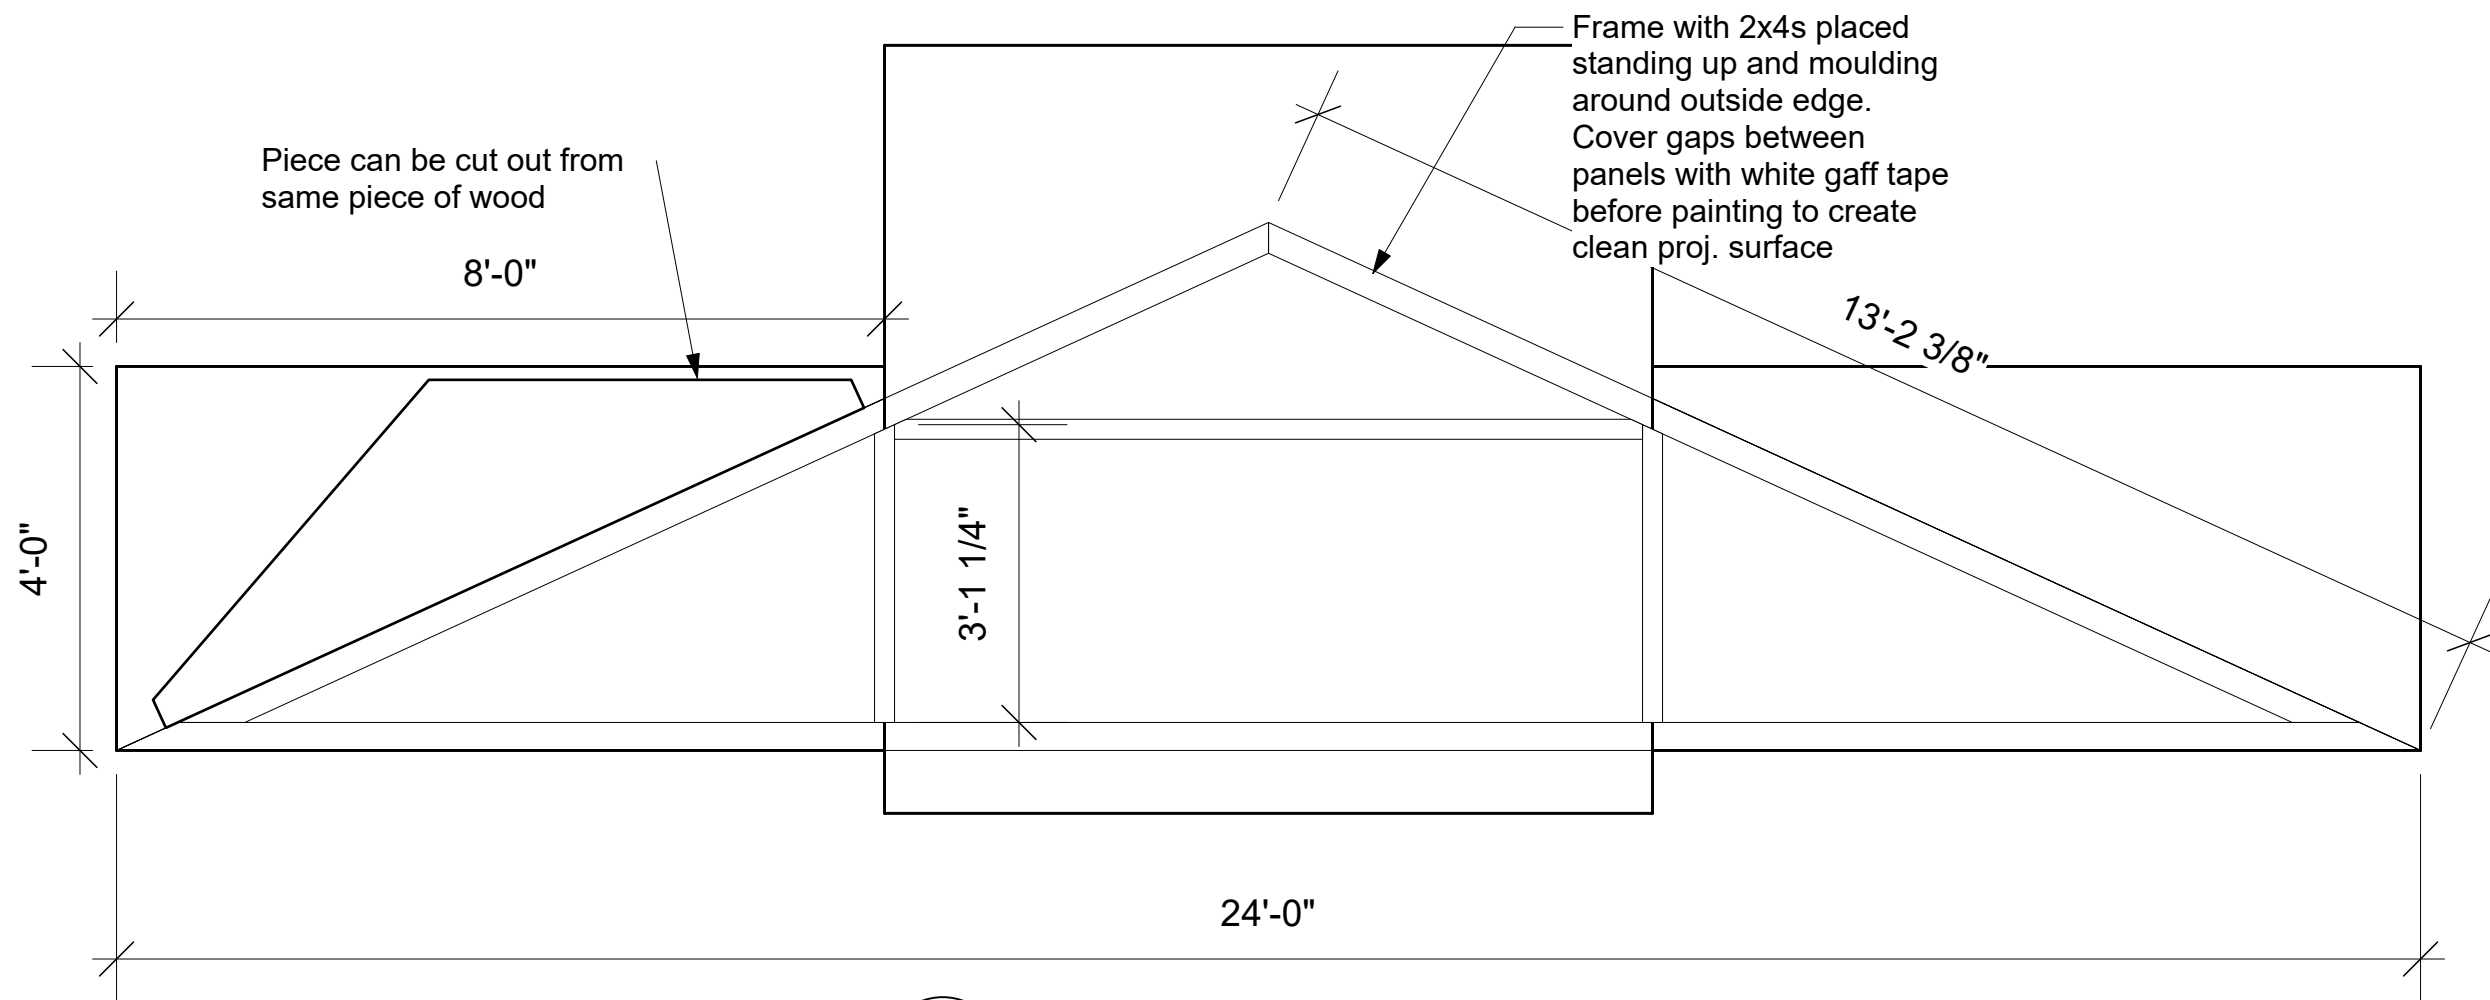 Frame with 2x4s placed
standing up and moulding
around outside edge.
Cover gaps between
panels with white gaff tape
before painting to create
clean proj. surface
Piece can be cut out from
same piece of wood
8'-0"
13'-2 3/8"
4'-0"
3'-1 1/4"
24'-0"